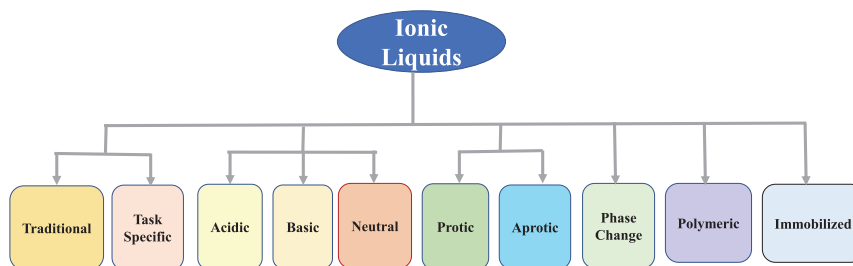 Ionic
Liquids
Traditional
Task
Specific
Acidic
Basic
Neutral
Protic
Aprotic
Phase
Change
Polymeric
Immobilized